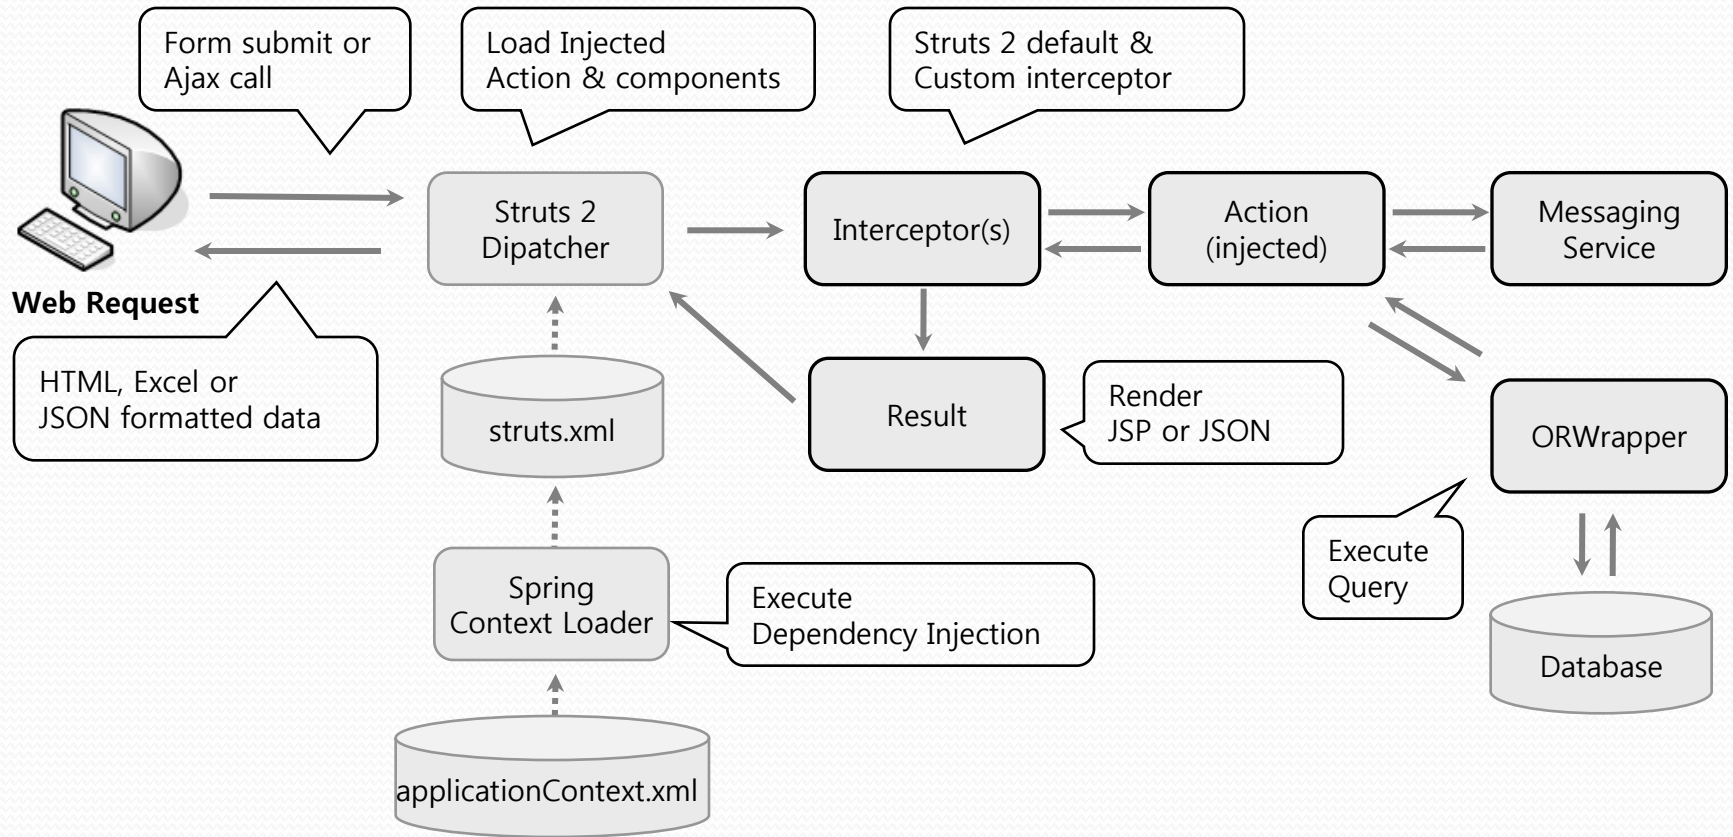 Form submit or
Ajax call
Load Injected
Action & components
Struts 2 default &
Custom interceptor
Struts 2
Dipatcher
Interceptor(s)
Action
(injected)
Messaging
Service
Web Request
HTML, Excel or
JSON formatted data
struts.xml
Result
Render
JSP or JSON
ORWrapper
Execute
Query
Spring
Context Loader
Execute
Dependency Injection
Database
applicationContext.xml